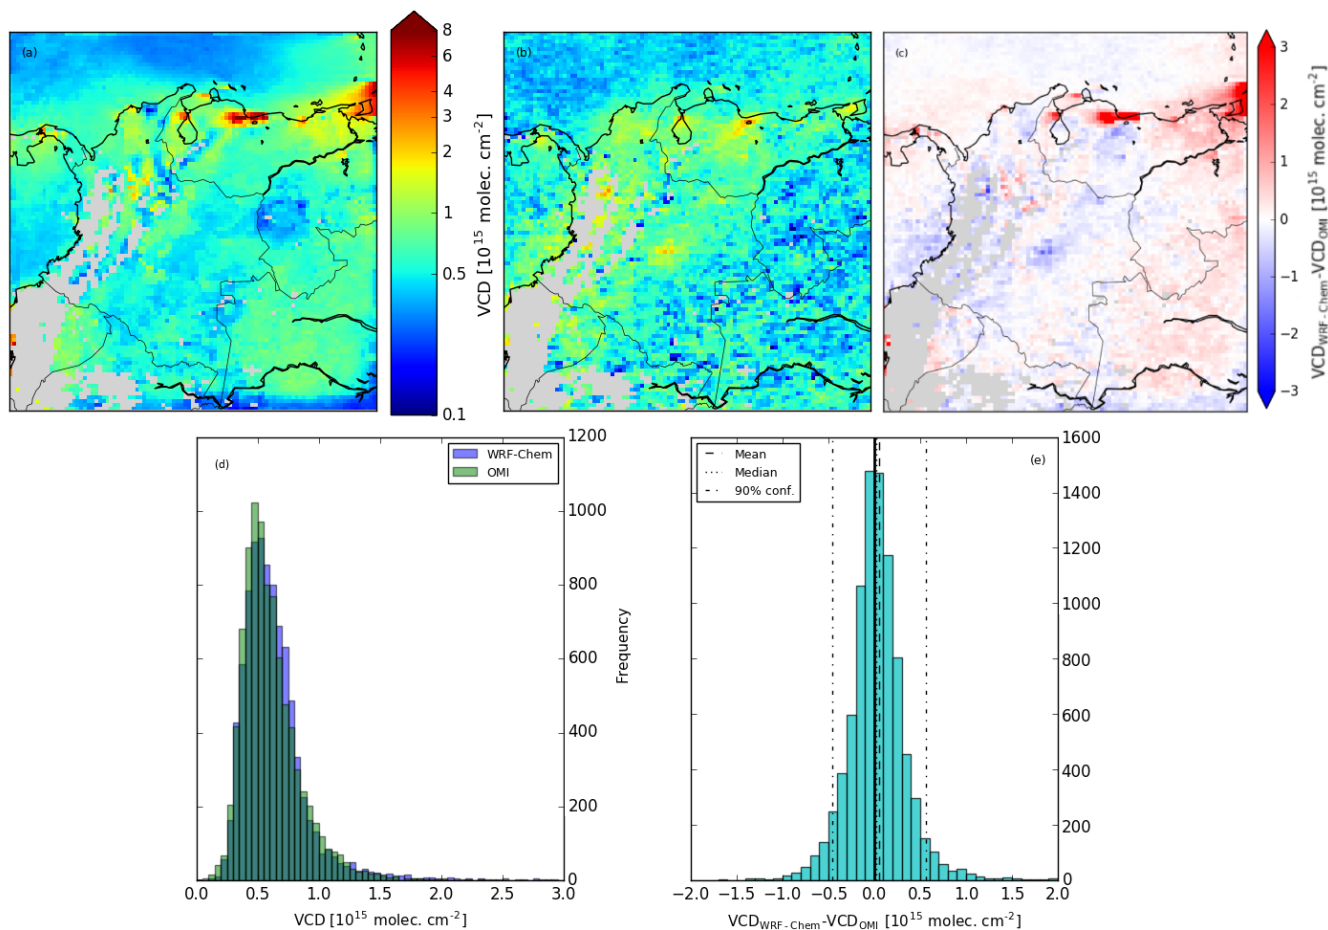 (a)
8
6
4
3
2
1
0.5
0.1
VCD [10¹⁵ molec. cm⁻²]
(b)
(c)
3
2
1
0
−1
−2
−3
VCD_WRF-Chem-VCD_OMI [10¹⁵ molec. cm⁻²]
(d)
WRF-Chem
OMI
1200
1000
800
600
400
200
0
Frequency
0.0 0.5 1.0 1.5 2.0 2.5 3.0
VCD [10¹⁵ molec. cm⁻²]
Mean
Median
90% conf.
(e)
1600
1400
1200
1000
800
600
400
200
0
−2.0 −1.5 −1.0 −0.5 0.0 0.5 1.0 1.5 2.0
VCD_WRF-Chem-VCD_OMI [10¹⁵ molec. cm⁻²]